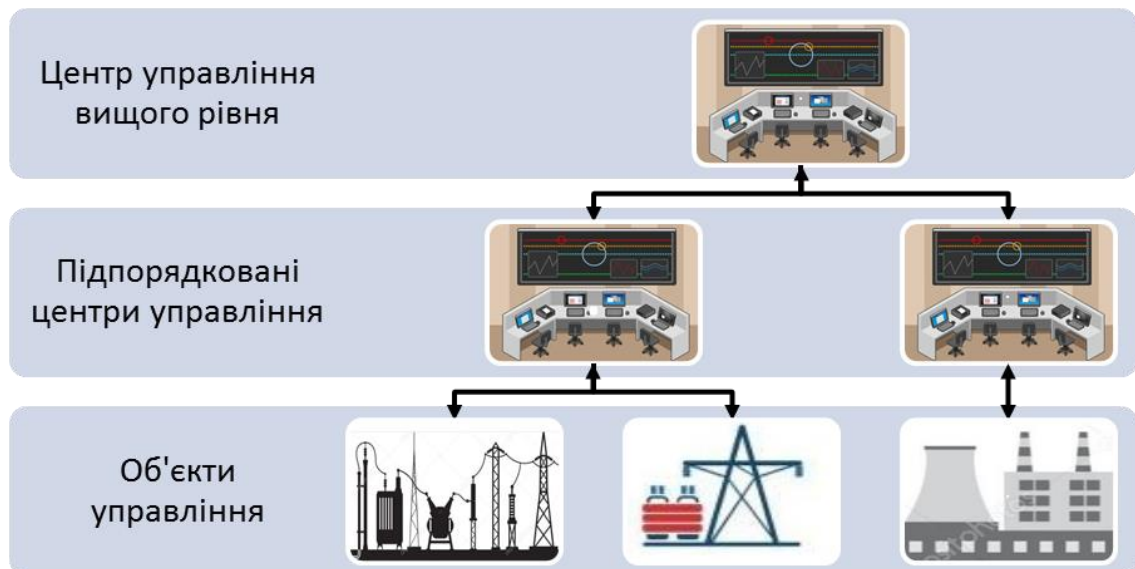 Центр управління
вищого рівня
Підпорядковані
центри управління
Об'єкти
управління